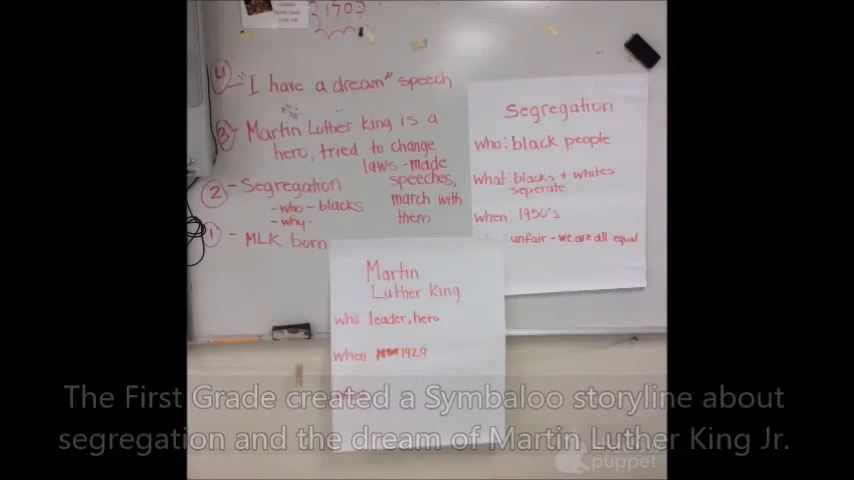 1703
4 - "I have a dream" speech
3 - Martin Luther King is a
hero, tried to change
laws - made
speeches,
march with
them
2 - Segregation
- who - blacks
- why -
1 - MLK born
Segregation
who: black people
what: blacks + whites
seperate
when: 1950's
unfair - we are all equal
Martin
Luther King
who leader, hero
when 1929
The First Grade created a Symbaloo storyline about
segregation and the dream of Martin Luther King Jr.
puppet